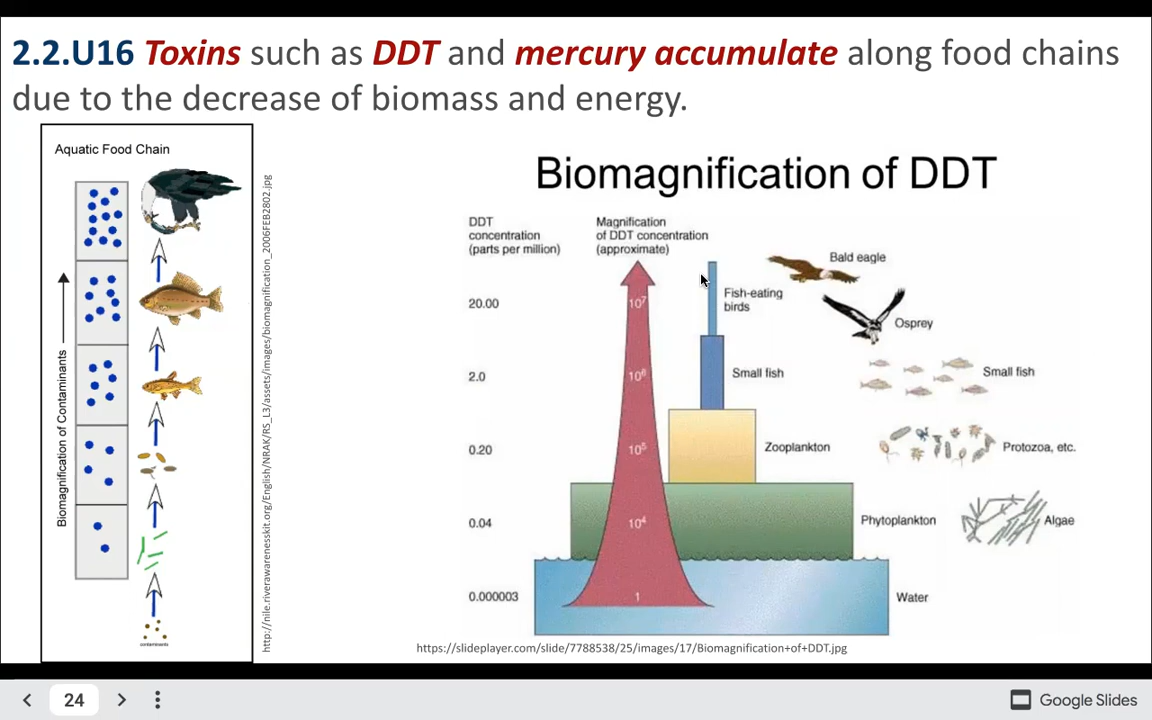 2.2.U16 Toxins such as DDT and mercury accumulate along food chains
due to the decrease of biomass and energy.
Aquatic Food Chain
Biomagnification of Contaminants
contaminants
http://nile.riverawarenesskit.org/English/NRAK/RS_L3/assets/images/biomagnification_2006FEB2802.jpg
Biomagnification of DDT
DDT
concentration
(parts per million)
Magnification
of DDT concentration
(approximate)
Bald eagle
20.00
10⁷
Fish-eating
birds
Osprey
2.0
10⁶
Small fish
Small fish
0.20
10⁵
Zooplankton
Protozoa, etc.
0.04
10⁴
Phytoplankton
Algae
0.000003
1
Water
https://slideplayer.com/slide/7788538/25/images/17/Biomagnification+of+DDT.jpg
24
Google Slides